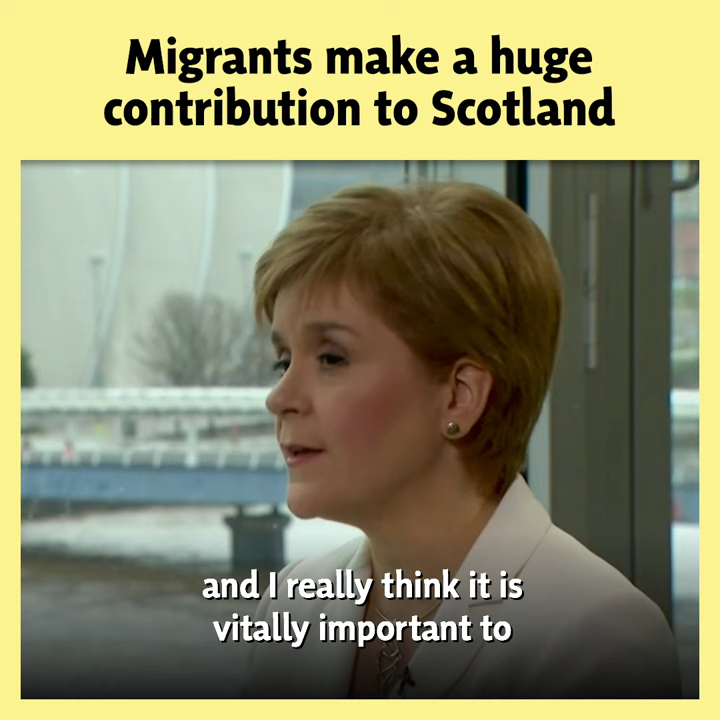 Migrants make a huge
contribution to Scotland
and I really think it is
vitally important to